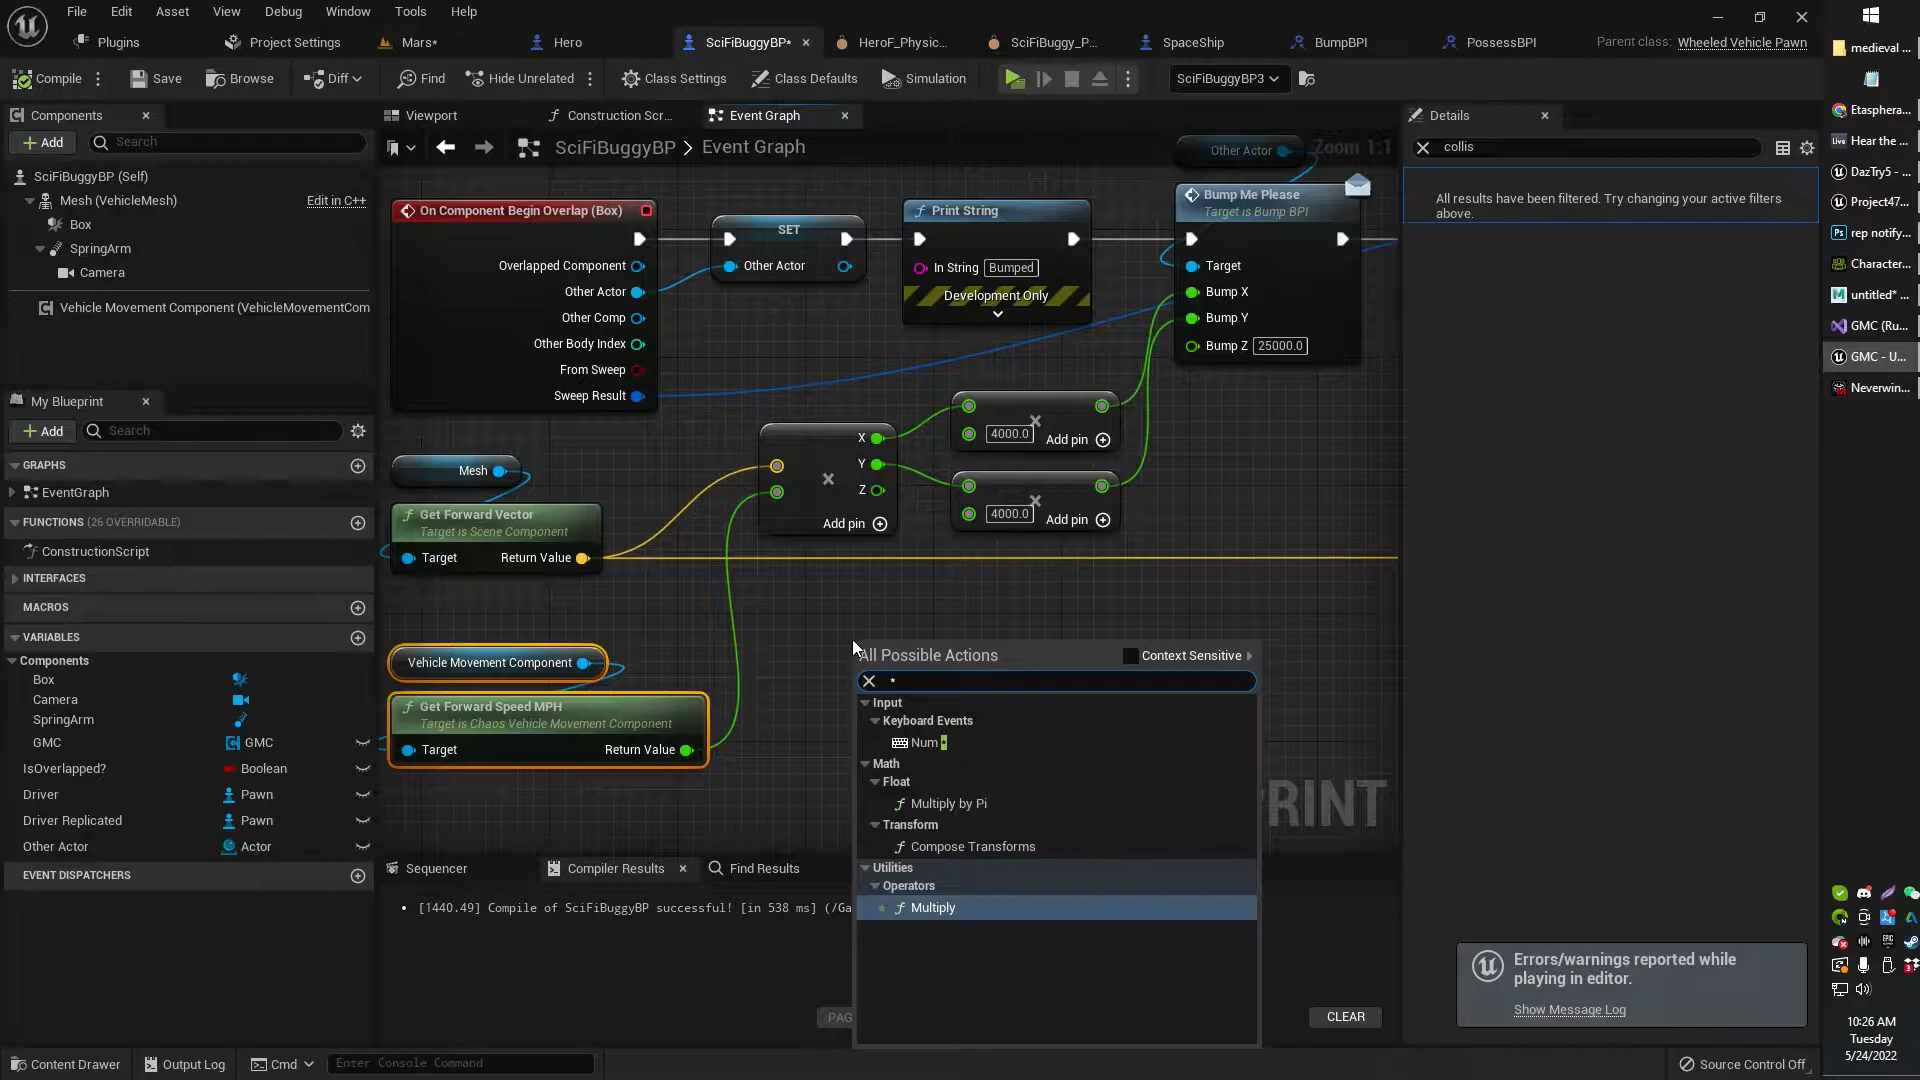 File Edit Asset View Debug Window Tools Help
Plugins Project Settings Mars* Hero SciFiBuggyBP* HeroF_Physic... SciFiBuggy_P... SpaceShip BumpBPI PossessBPI Parent class: Wheeled Vehicle Pawn
Compile Save Browse Diff Find Hide Unrelated Class Settings Class Defaults Simulation SciFiBuggyBP3
Components
Add Search
SciFiBuggyBP (Self)
Mesh (VehicleMesh) Edit in C++
Box
SpringArm
Camera
Vehicle Movement Component (VehicleMovementCom
My Blueprint
Add Search
GRAPHS
EventGraph
FUNCTIONS (26 OVERRIDABLE)
ConstructionScript
INTERFACES
MACROS
VARIABLES
Components
Box
Camera
SpringArm
GMC GMC
IsOverlapped? Boolean
Driver Pawn
Driver Replicated Pawn
Other Actor Actor
EVENT DISPATCHERS
Viewport Construction Scr... Event Graph
SciFiBuggyBP > Event Graph Zoom 1:1
Other Actor
On Component Begin Overlap (Box)
Overlapped Component
Other Actor
Other Comp
Other Body Index
From Sweep
Sweep Result
SET
Other Actor
Print String
In String Bumped
Development Only
Bump Me Please
Target is Bump BPI
Target
Bump X
Bump Y
Bump Z 25000.0
Mesh
Get Forward Vector
Target is Scene Component
Target Return Value
X
Y
Z
Add pin
4000.0 Add pin
4000.0 Add pin
Vehicle Movement Component
Get Forward Speed MPH
Target is Chaos Vehicle Movement Component
Target Return Value
All Possible Actions Context Sensitive
*
Input
Keyboard Events
Num *
Math
Float
Multiply by Pi
Transform
Compose Transforms
Utilities
Operators
Multiply
PRINT
Sequencer Compiler Results Find Results
[1440.49] Compile of SciFiBuggyBP successful! [in 538 ms] (/Ga
PAG
CLEAR
Details
collis
All results have been filtered. Try changing your active filters
above.
Errors/warnings reported while
playing in editor.
Show Message Log
Content Drawer Output Log Cmd Enter Console Command Source Control Off
medieval ...
Etasphera...
Hear the ...
DazTry5 - ...
Project47...
rep notify...
Character...
untitled* ...
GMC (Ru...
GMC - U...
Neverwin...
10:26 AM
Tuesday
5/24/2022